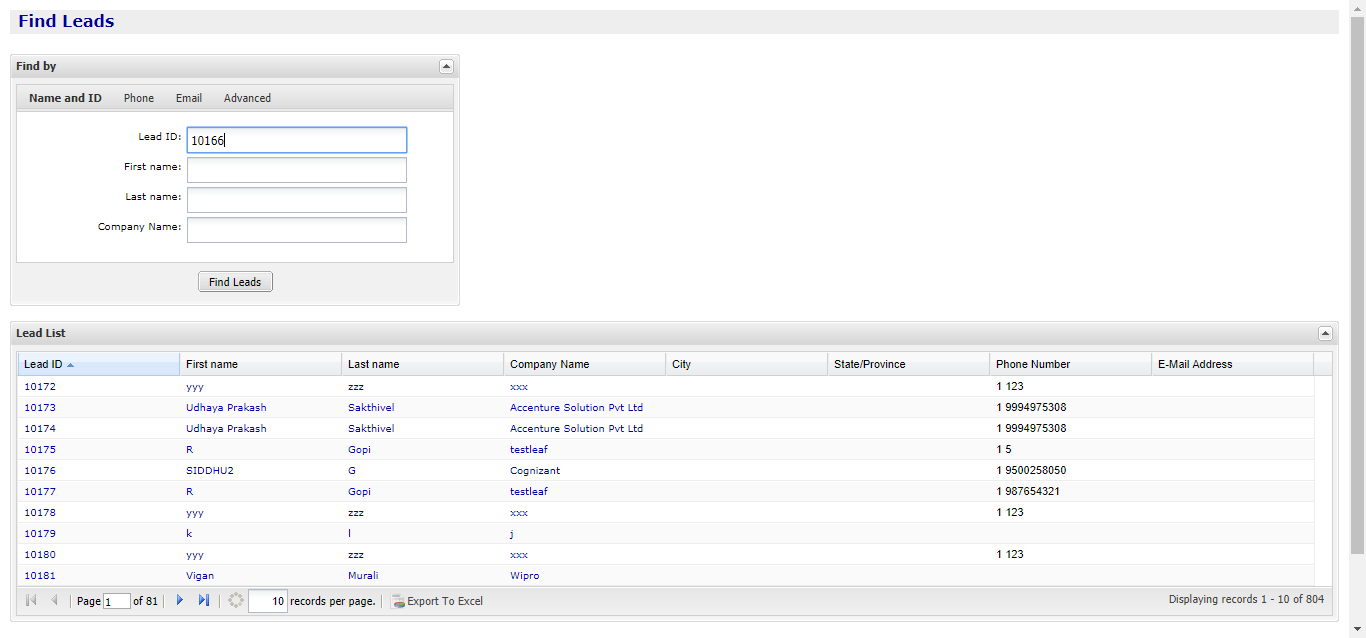 Find Leads
Find by
Name and ID Phone Email Advanced
Lead ID: 10166
First name:
Last name:
Company Name:
Find Leads
Lead List
Lead ID First name Last name Company Name City State/Province Phone Number E-Mail Address
10172 yyy zzz xxx 1 123
10173 Udhaya Prakash Sakthivel Accenture Solution Pvt Ltd 1 9994975308
10174 Udhaya Prakash Sakthivel Accenture Solution Pvt Ltd 1 9994975308
10175 R Gopi testleaf 1 5
10176 SIDDHU2 G Cognizant 1 9500258050
10177 R Gopi testleaf 1 987654321
10178 yyy zzz xxx 1 123
10179 k l j
10180 yyy zzz xxx 1 123
10181 Vigan Murali Wipro
Page 1 of 81 10 records per page. Export To Excel Displaying records 1 - 10 of 804